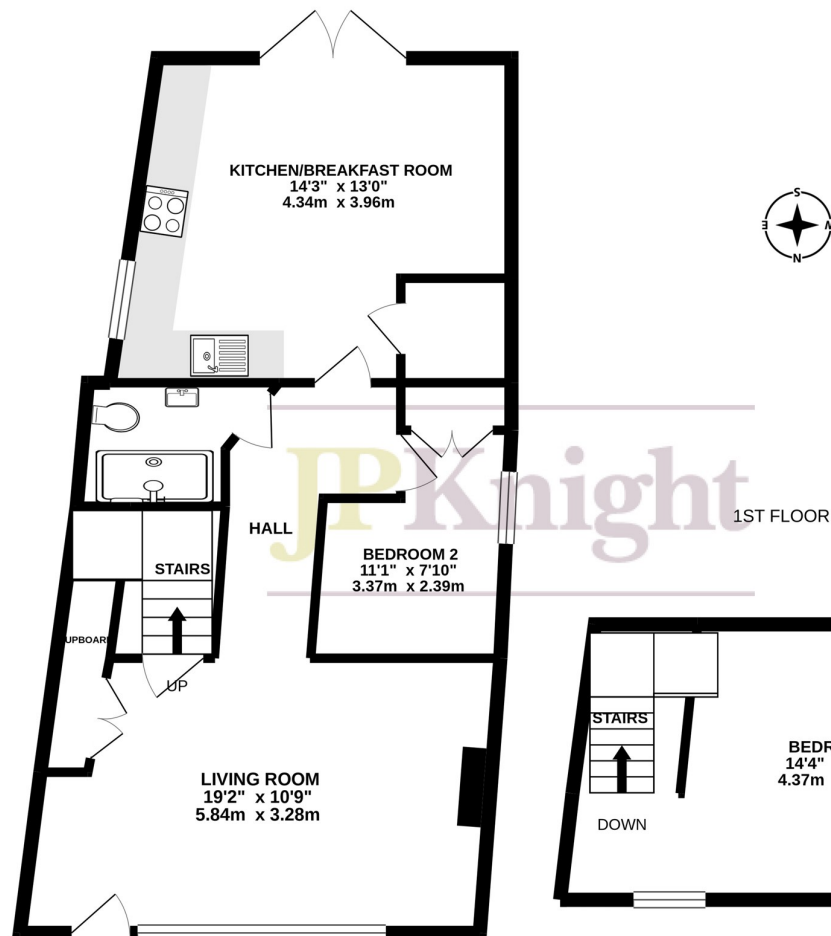 KITCHEN/BREAKFAST ROOM
14'3" x 13'0"
4.34m x 3.96m
S
E
N
JPKnight
HALL
BEDROOM 2
11'1" x 7'10"
3.37m x 2.39m
1ST FLOOR
STAIRS
UPBOAR
UP
STAIRS
BEDR
14'4"
4.37m
LIVING ROOM
19'2" x 10'9"
5.84m x 3.28m
DOWN